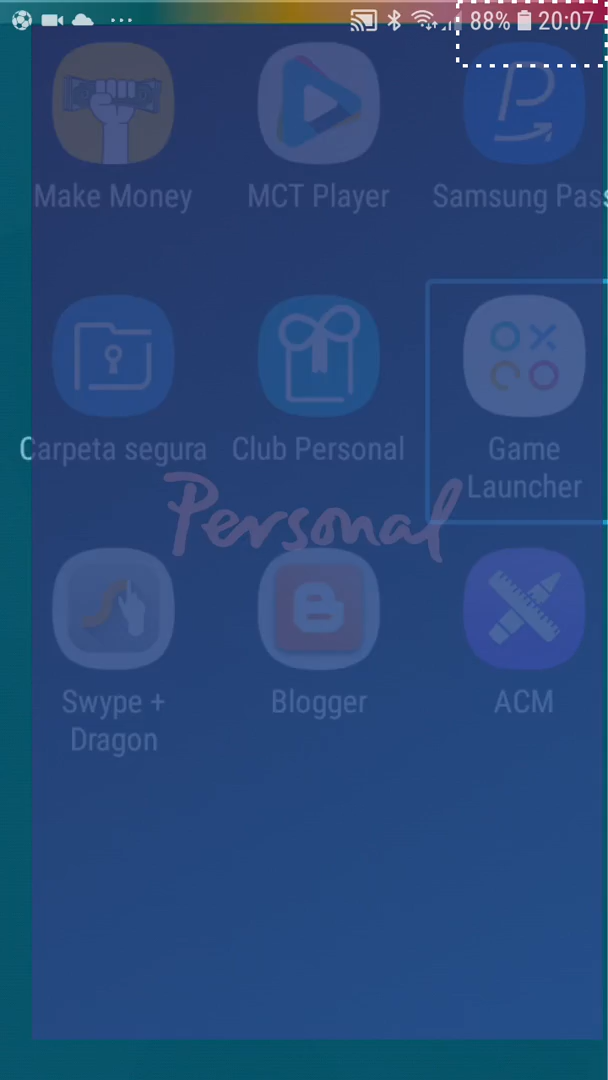 88% 20:07
Make Money MCT Player Samsung Pass
Carpeta segura Club Personal Game
Launcher
Personal
Swype + Blogger ACM
Dragon